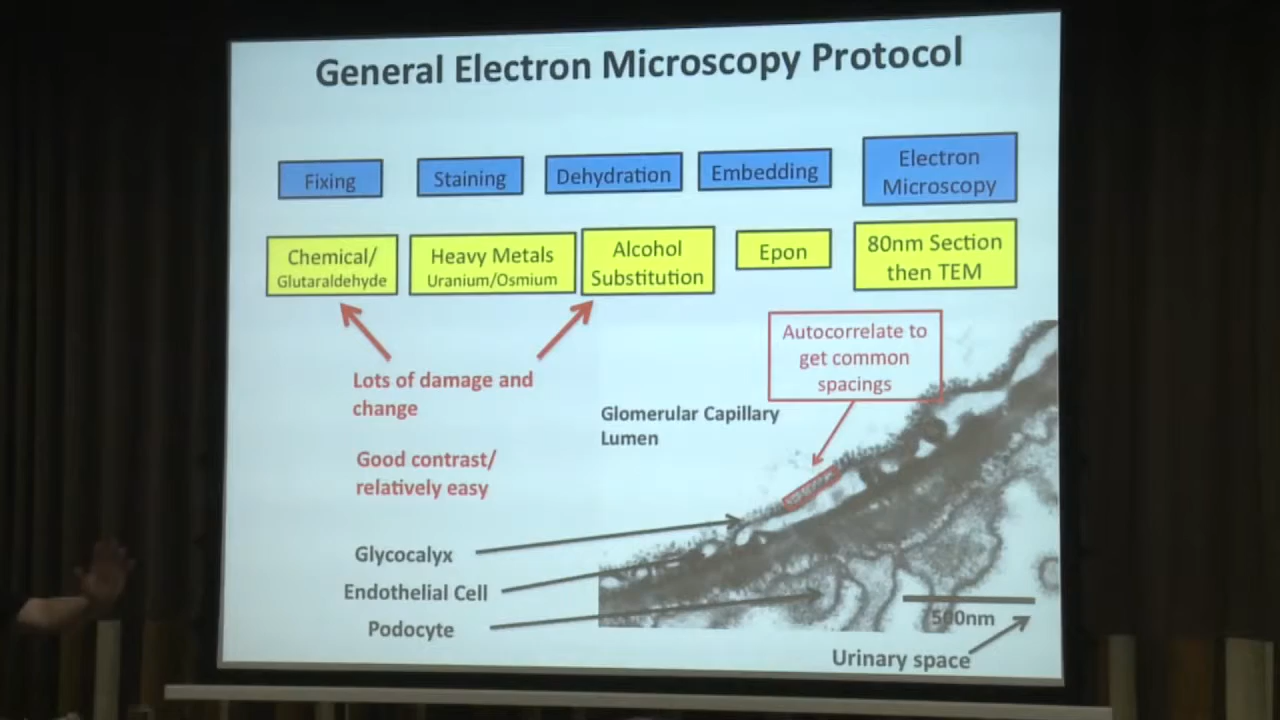 General Electron Microscopy Protocol
Fixing
Staining
Dehydration
Embedding
Electron
Microscopy
Chemical/
Glutaraldehyde
Heavy Metals
Uranium/Osmium
Alcohol
Substitution
Epon
80nm Section
then TEM
Lots of damage and
change
Good contrast/
relatively easy
Autocorrelate to
get common
spacings
Glomerular Capillary
Lumen
Glycocalyx
Endothelial Cell
Podocyte
500nm
Urinary space